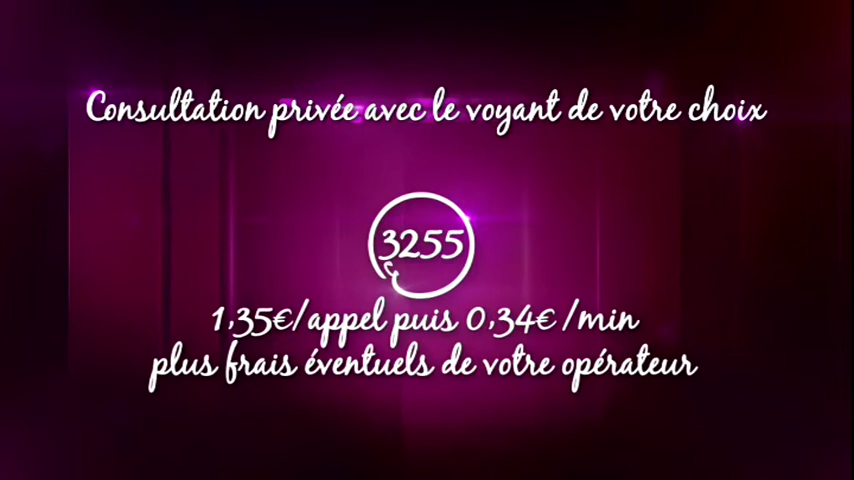 Consultation privée avec le voyant de votre choix
3255
1,35€/appel puis 0,34€/min
plus frais éventuels de votre opérateur